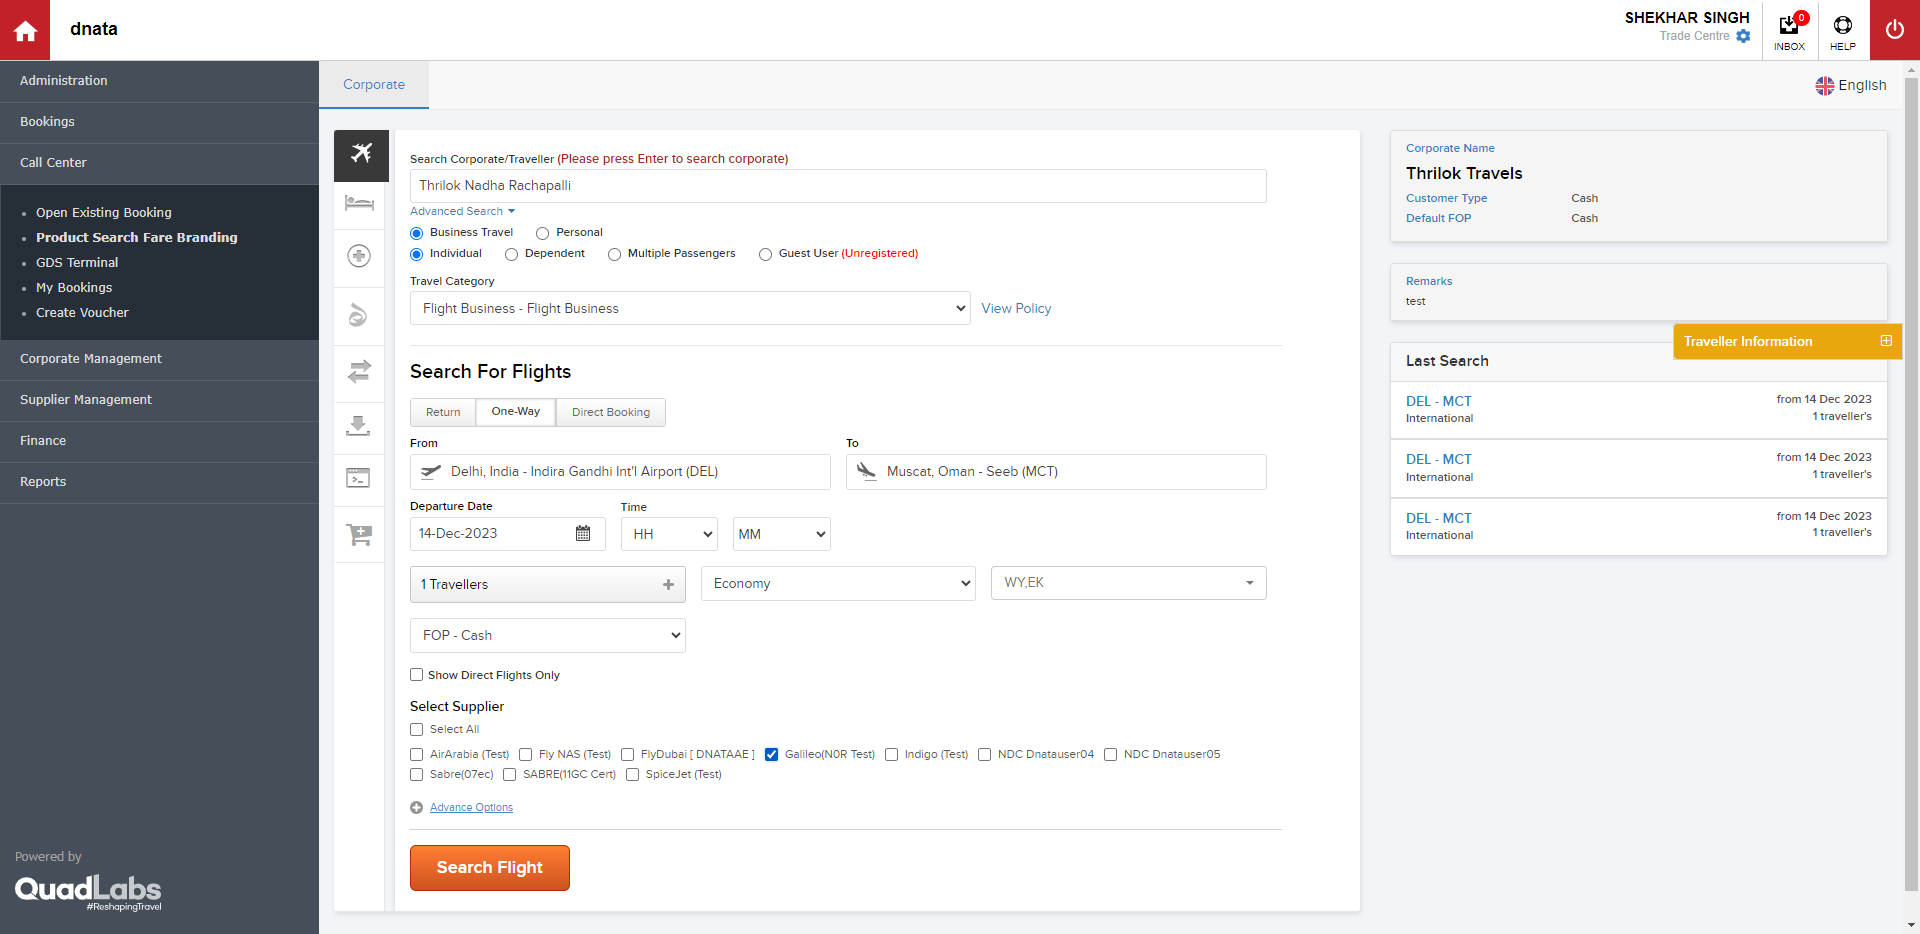 dnata
SHEKHAR SINGH
Trade Centre
0
INBOX
HELP
Administration
Bookings
Call Center
Open Existing Booking
Product Search Fare Branding
GDS Terminal
My Bookings
Create Voucher
Corporate Management
Supplier Management
Finance
Reports
Powered by
QuadLabs
#ReshapingTravel
Corporate
English
Search Corporate/Traveller (Please press Enter to search corporate)
Thrilok Nadha Rachapalli
Advanced Search
Business Travel Personal
Individual Dependent Multiple Passengers Guest User (Unregistered)
Travel Category
Flight Business - Flight Business View Policy
Search For Flights
Return One-Way Direct Booking
From To
Delhi, India - Indira Gandhi Int'l Airport (DEL) Muscat, Oman - Seeb (MCT)
Departure Date Time
14-Dec-2023 HH MM
1 Travellers Economy WY,EK
FOP - Cash
Show Direct Flights Only
Select Supplier
Select All
AirArabia (Test) Fly NAS (Test) FlyDubai [ DNATAAE ] Galileo(N0R Test) Indigo (Test) NDC Dnatauser04 NDC Dnatauser05
Sabre(07ec) SABRE(11GC Cert) SpiceJet (Test)
Advance Options
Search Flight
Corporate Name
Thrilok Travels
Customer Type Cash
Default FOP Cash
Remarks
test
Traveller Information
Last Search
DEL - MCT from 14 Dec 2023
International 1 traveller's
DEL - MCT from 14 Dec 2023
International 1 traveller's
DEL - MCT from 14 Dec 2023
International 1 traveller's